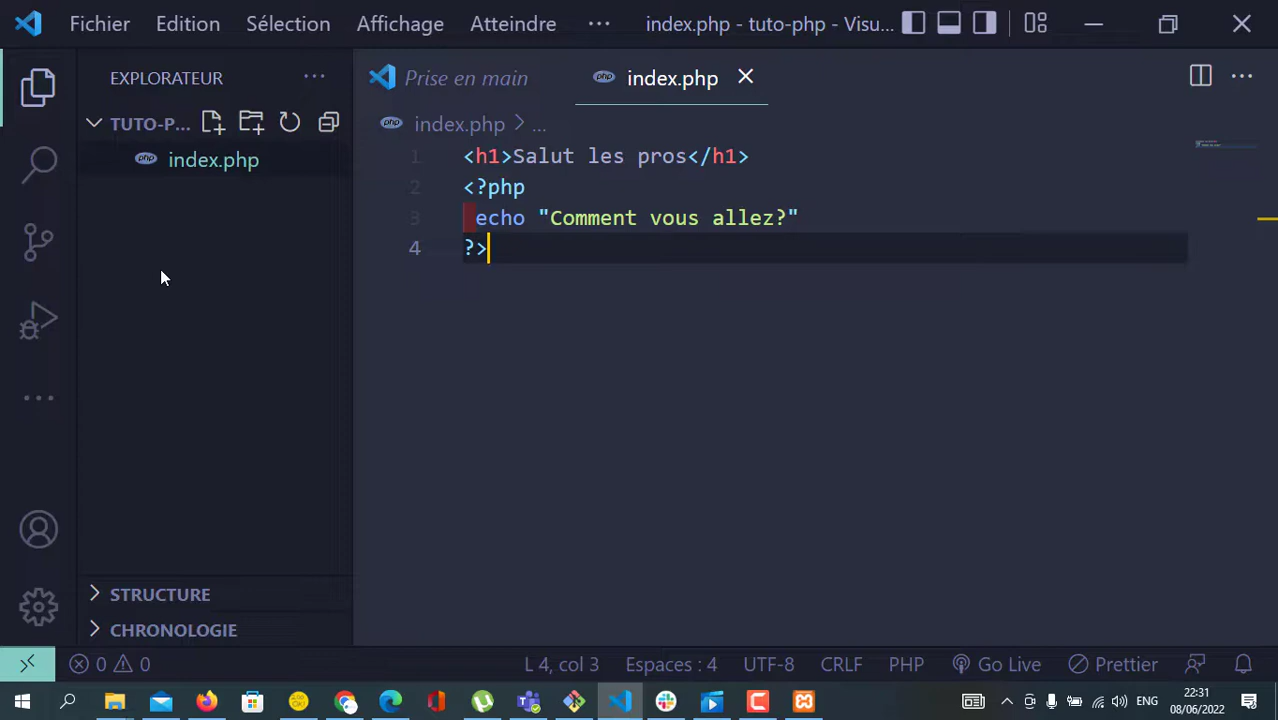 Fichier Edition Sélection Affichage Atteindre ··· index.php - tuto-php - Visu...
EXPLORATEUR ···
Prise en main
php index.php
TUTO-P...
php index.php > ...
php index.php
1 <h1>Salut les pros</h1>
2 <?php
3 echo "Comment vous allez?"
4 ?>
STRUCTURE
CHRONOLOGIE
0 0 L 4, col 3 Espaces : 4 UTF-8 CRLF PHP Go Live Prettier
ENG 22:31
08/06/2022